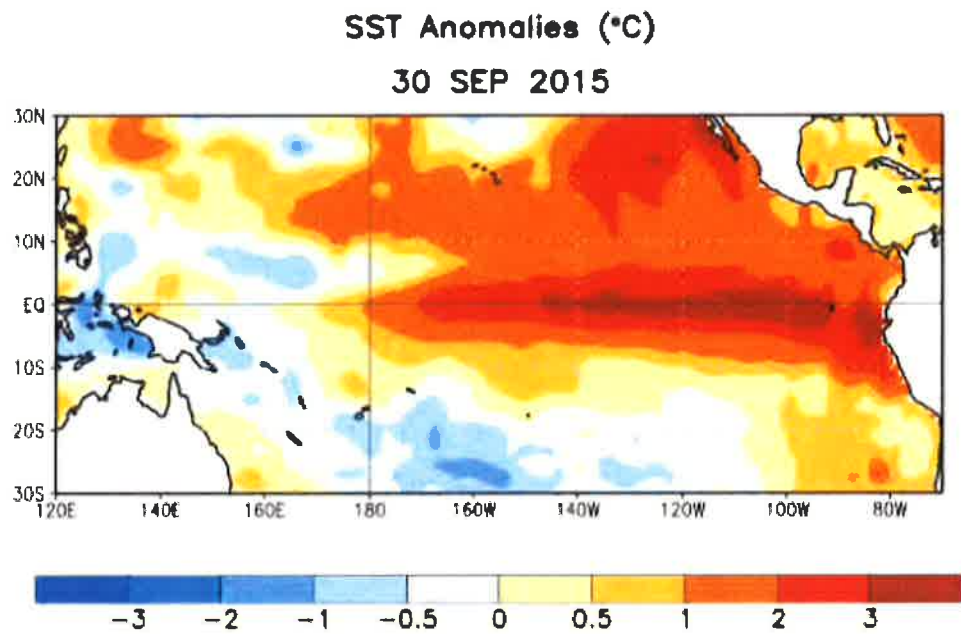 SST Anomalies (°C)
30 SEP 2015
30N
20N
10N
EQ
10S
20S
30S
120E 140E 160E 180 160W 140W 120W 100W 80W
-3 -2 -1 -0.5 0 0.5 1 2 3